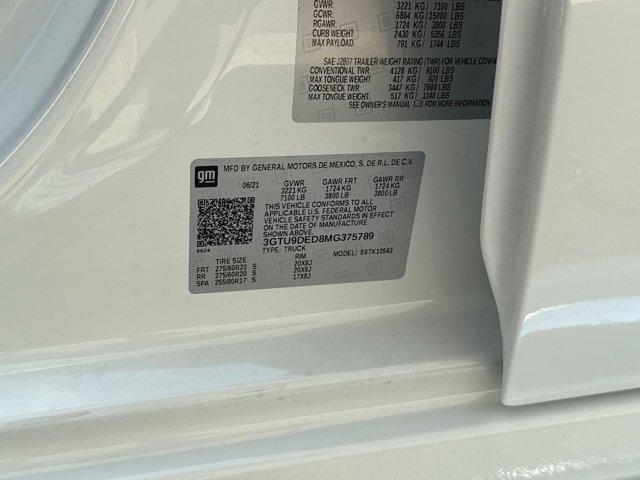 GVWR: 3221 KG / 7100 LBS
GCWR: 6804 KG / 15000 LBS
RGAWR: 1724 KG / 3800 LBS
CURB WEIGHT: 2430 KG / 5356 LBS
MAX PAYLOAD: 791 KG / 1744 LBS
SAE J2807 TRAILER WEIGHT RATING (TWR) FOR VEHICLE CONFIG
CONVENTIONAL TWR: 4128 KG / 9100 LBS
MAX TONGUE WEIGHT: 417 KG / 920 LBS
GOOSENECK TWR: 3447 KG / 7600 LBS
MAX TONGUE WEIGHT: 517 KG / 1140 LBS
SEE OWNER'S MANUAL FOR MORE INFORMATION
gm
MFD BY GENERAL MOTORS DE MEXICO, S. DE R.L. DE C.V.
06/21 GVWR GAWR FRT GAWR RR
3221 KG 1724 KG 1724 KG
7100 LB 3800 LB 3800 LB
THIS VEHICLE CONFORMS TO ALL
APPLICABLE U.S. FEDERAL MOTOR
VEHICLE SAFETY STANDARDS IN
EFFECT ON THE DATE OF
MANUFACTURE SHOWN ABOVE.
3GTU9DED8MG375789
TYPE: TRUCK MODEL: 89TK10543
TIRE SIZE RIM
FRT 275/60R20 S 20X9J
RR 275/60R20 S 20X9J
SPA 255/80R17 S 17X8J